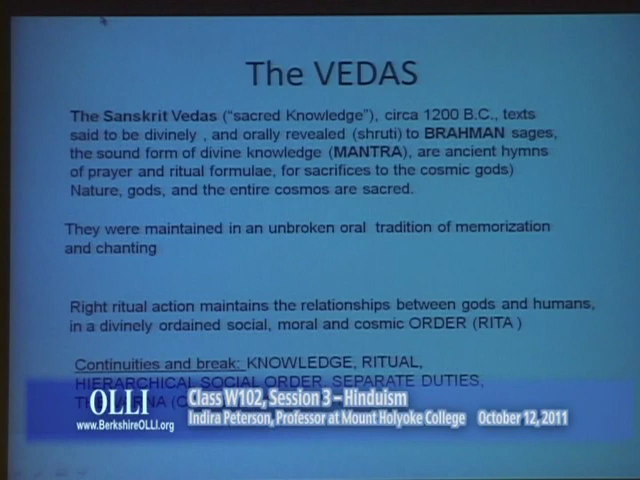 The VEDAS
The Sanskrit Vedas (“sacred Knowledge”), circa 1200 B.C., texts
said to be divinely , and orally revealed (shruti) to BRAHMAN sages,
the sound form of divine knowledge (MANTRA), are ancient hymns
of prayer and ritual formulae, for sacrifices to the cosmic gods)
Nature, gods, and the entire cosmos are sacred.
They were maintained in an unbroken oral tradition of memorization
and chanting
Right ritual action maintains the relationships between gods and humans,
in a divinely ordained social, moral and cosmic ORDER (RITA )
Continuities and break: KNOWLEDGE, RITUAL,
HIERARCHICAL SOCIAL ORDER, SEPARATE DUTIES,
OLLI
www.BerkshireOLLI.org
Class W102, Session 3 – Hinduism
Indira Peterson, Professor at Mount Holyoke College October 12, 2011